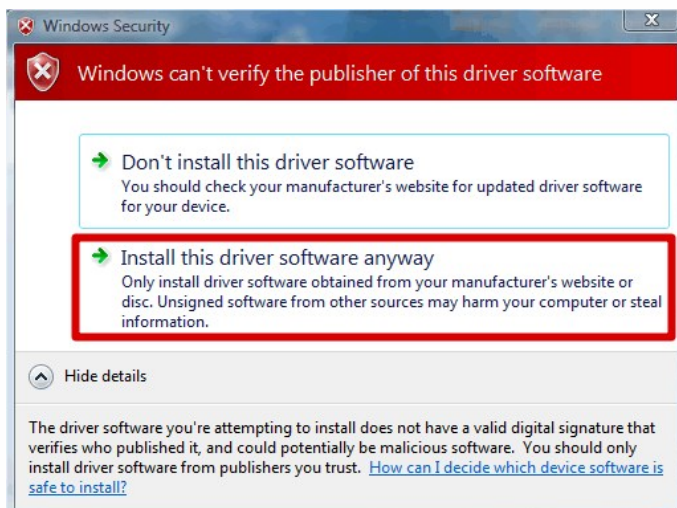 Windows Security
Windows can't verify the publisher of this driver software
Don't install this driver software
You should check your manufacturer's website for updated driver software
for your device.
Install this driver software anyway
Only install driver software obtained from your manufacturer's website or
disc. Unsigned software from other sources may harm your computer or steal
information.
Hide details
The driver software you're attempting to install does not have a valid digital signature that
verifies who published it, and could potentially be malicious software.  You should only
install driver software from publishers you trust.  How can I decide which device software is
safe to install?